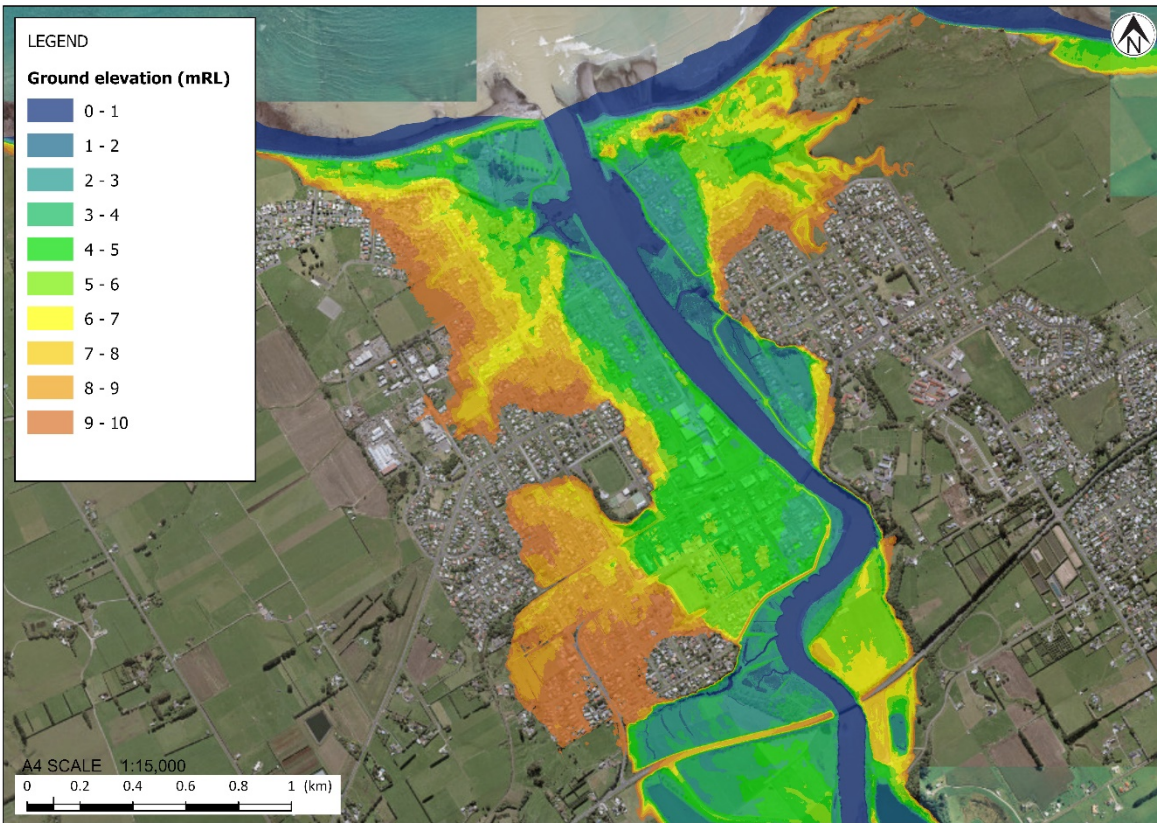 LEGEND
Ground elevation (mRL)
0 - 1
1 - 2
2 - 3
3 - 4
4 - 5
5 - 6
6 - 7
7 - 8
8 - 9
9 - 10
N
A4 SCALE 1:15,000
0 0.2 0.4 0.6 0.8 1 (km)